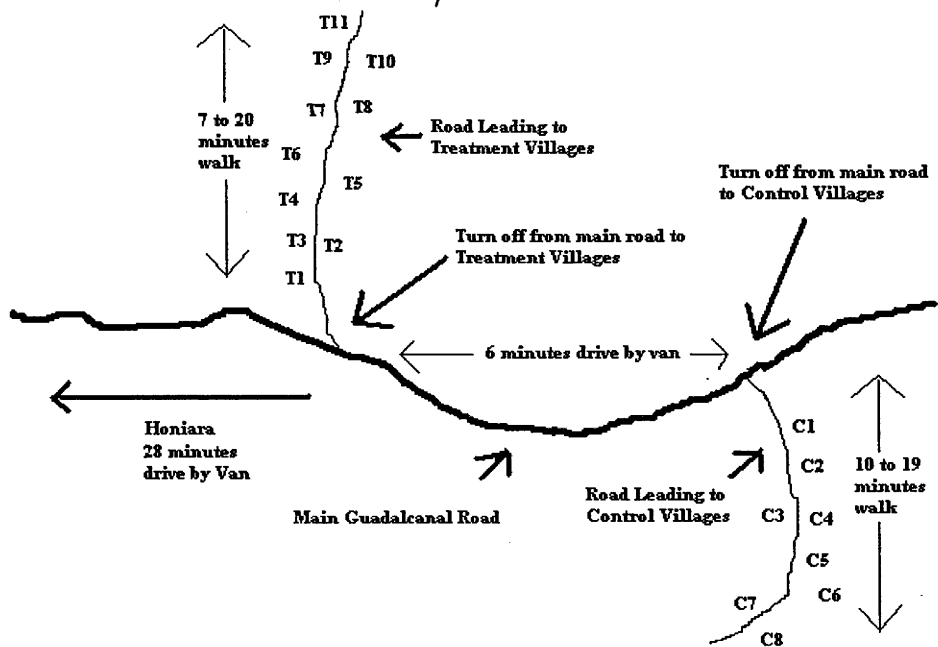 T11
T9
T10
T7
T8
7 to 20
minutes
walk
Road Leading to
Treatment Villages
T6
T5
T4
Turn off from main road
to Control Villages
T3
T2
Turn off from main road to
Treatment Villages
T1
6 minutes drive by van
Honiara
28 minutes
drive by Van
C1
C2
10 to 19
minutes
walk
Main Guadalcanal Road
Road Leading to
Control Villages
C3
C4
C5
C6
C7
C8